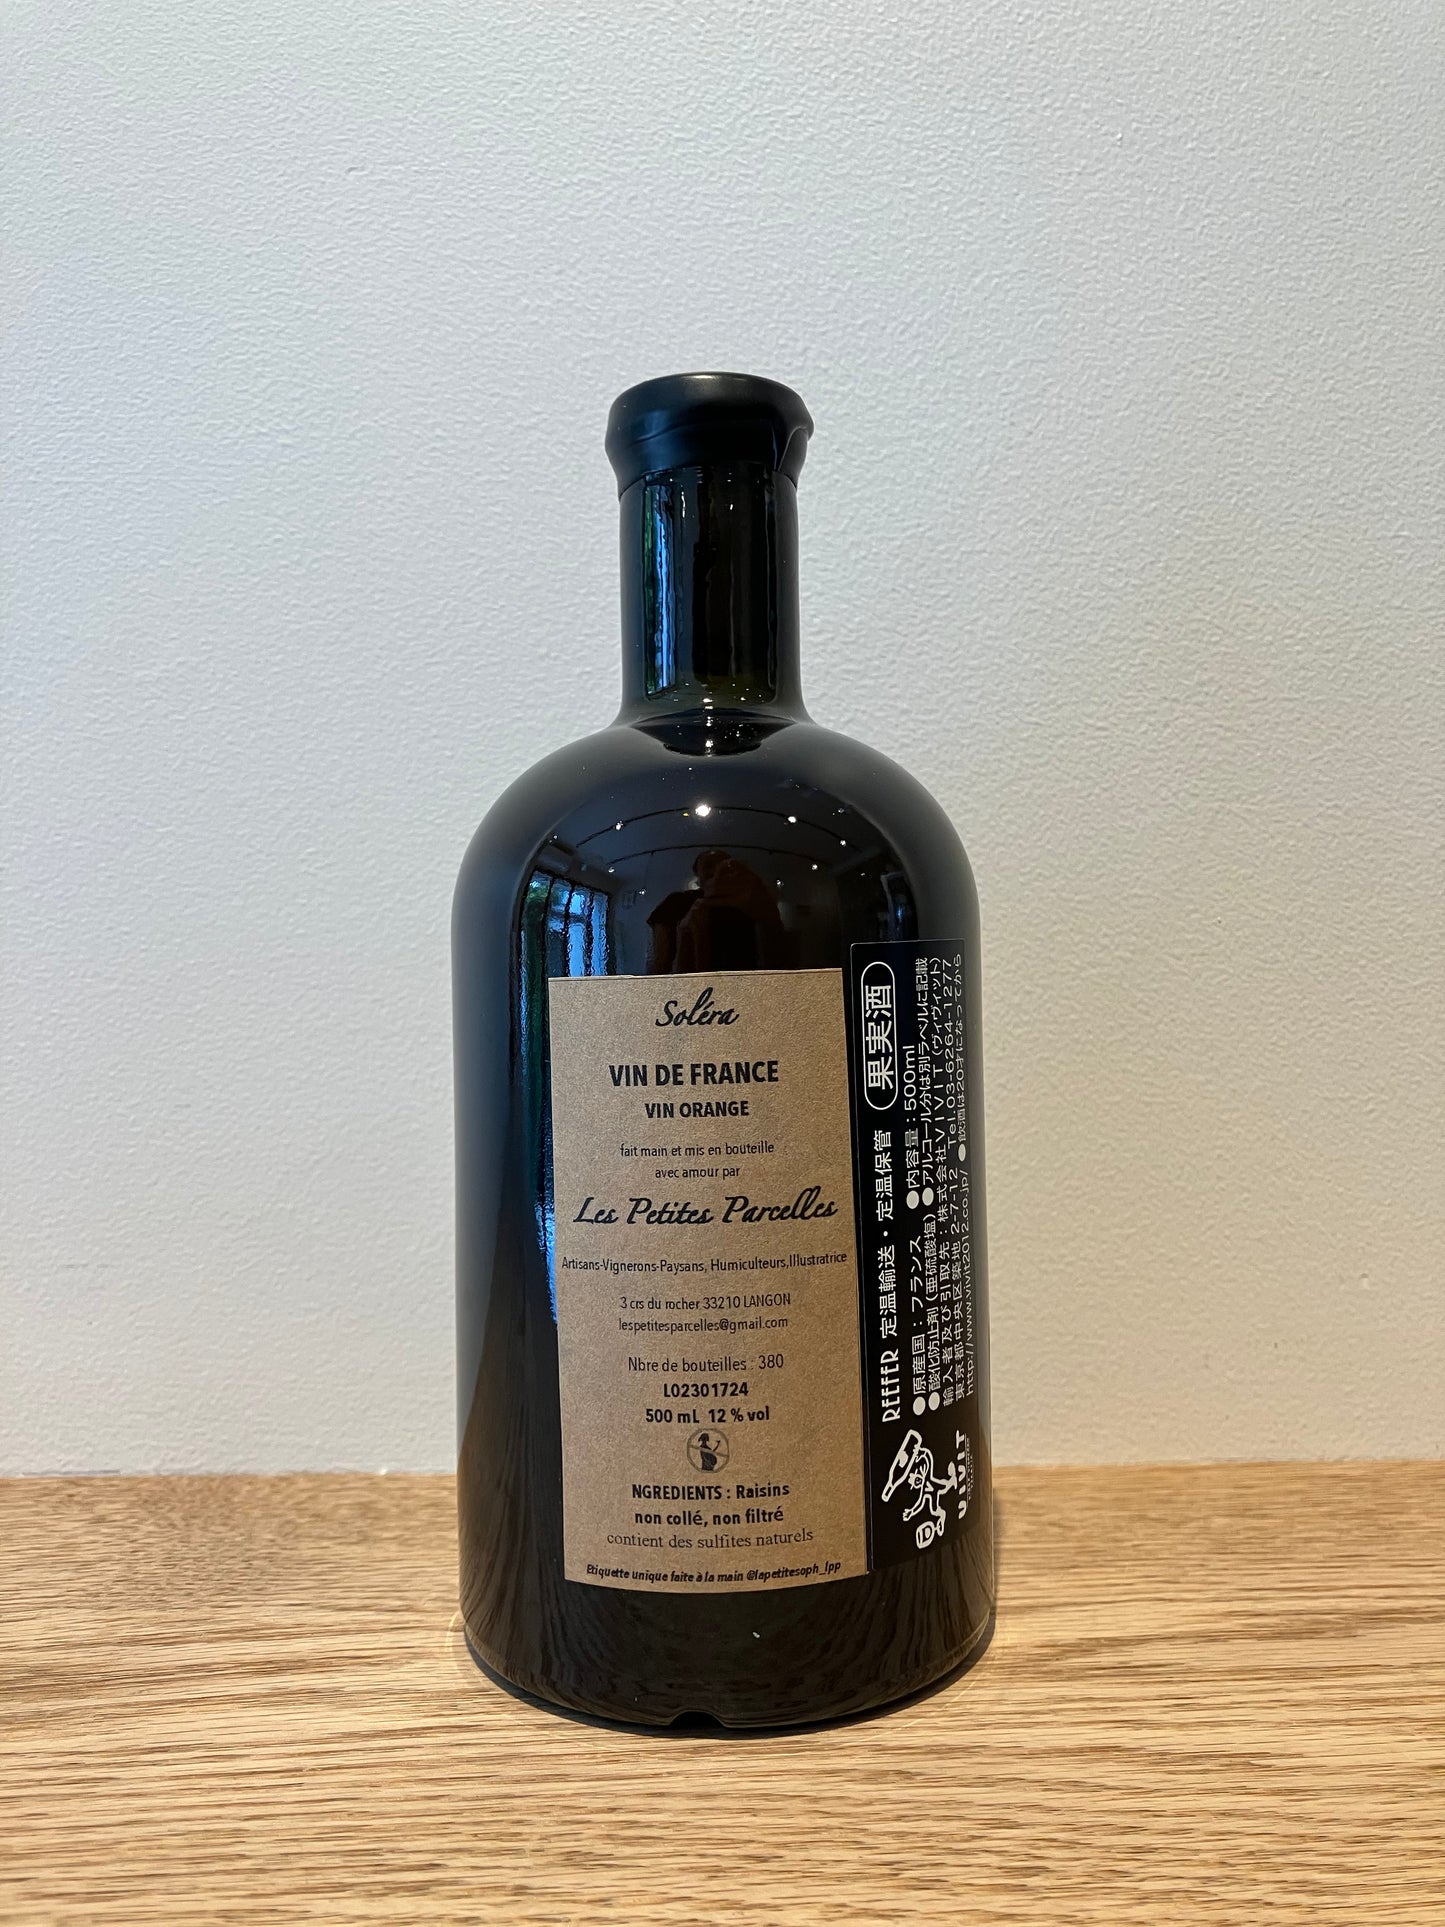 Soléra
VIN DE FRANCE
VIN ORANGE
fait main et mis en bouteille
avec amour par
Les Petites Parcelles
Artisans-Vignerons-Paysans, Humiculteurs,Illustratrice
3 crs du rocher 33210 LANGON
lespetitesparcelles@gmail.com
Nbre de bouteilles : 380
L02301724
500 mL 12 % vol
NGREDIENTS : Raisins
non collé, non filtré
contient des sulfites naturels
Etiquette unique faite à la main @lapetitesoph_lpp
REEFER 定温輸送・定温保管 果実酒
●原産国：フランス ●内容量：500ml
●酸化防止剤（亜硫酸塩）●アルコール分は別ラベルに記載
輸入者及び引取先：株式会社VIVIT（ヴィヴィット）
東京都中央区築地 2-7-12 Tel.03-6264-1277
http://www.vivit2012.co.jp/ ●飲酒は20才になってから
VIVIT